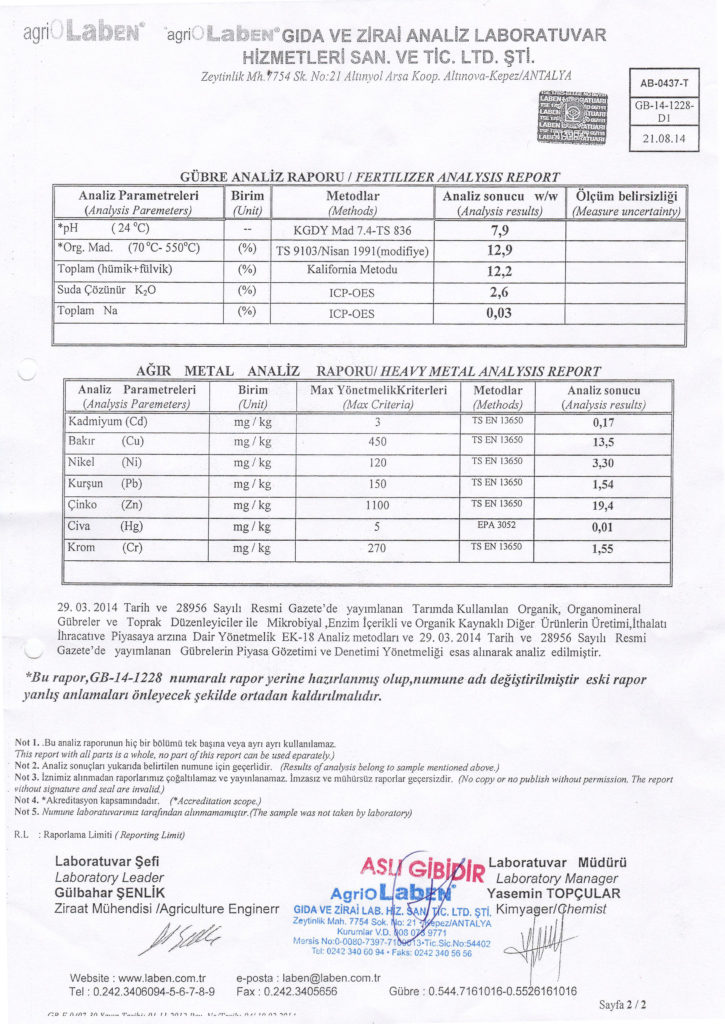 agriOLaBEN® agriOLaBEN® GIDA VE ZİRAİ ANALİZ LABORATUVAR
HİZMETLERİ SAN. VE TİC. LTD. ŞTİ.
Zeytinlik Mh. 7754 Sk. No:21 Altınyol Arsa Koop. Altınova-Kepez/ANTALYA
AB-0437-T
GB-14-1228-
D1
21.08.14
GÜBRE ANALİZ RAPORU / FERTILIZER ANALYSIS REPORT
Analiz Parametreleri Birim Metodlar Analiz sonucu w/w Ölçüm belirsizliği
(Analysis Paremeters) (Unit) (Methods) (Analysis results) (Measure uncertainty)
*pH ( 24 °C) -- KGDY Mad 7.4-TS 836 7,9
*Org. Mad. (70°C- 550°C) (%) TS 9103/Nisan 1991(modifiye) 12,9
Toplam (hümik+fülvik) (%) Kalifornia Metodu 12,2
Suda Çözünür K₂O (%) ICP-OES 2,6
Toplam Na (%) ICP-OES 0,03
AĞIR METAL ANALİZ RAPORU/ HEAVY METAL ANALYSIS REPORT
Analiz Parametreleri Birim Max YönetmelikKriterleri Metodlar Analiz sonucu
(Analysis Paremeters) (Unit) (Max Criteria) (Methods) (Analysis results)
Kadmiyum (Cd) mg / kg 3 TS EN 13650 0,17
Bakır (Cu) mg / kg 450 TS EN 13650 13,5
Nikel (Ni) mg / kg 120 TS EN 13650 3,30
Kurşun (Pb) mg / kg 150 TS EN 13650 1,54
Çinko (Zn) mg / kg 1100 TS EN 13650 19,4
Civa (Hg) mg / kg 5 EPA 3052 0,01
Krom (Cr) mg / kg 270 TS EN 13650 1,55
29. 03. 2014 Tarih ve 28956 Sayılı Resmi Gazete’de yayımlanan Tarımda Kullanılan Organik, Organomineral
Gübreler ve Toprak Düzenleyiciler ile Mikrobiyal ,Enzim İçerikli ve Organik Kaynaklı Diğer Ürünlerin Üretimi,İthalatı
İhracatıve Piyasaya arzına Dair Yönetmelik EK-18 Analiz metodları ve 29. 03. 2014 Tarih ve 28956 Sayılı Resmi
Gazete’de yayımlanan Gübrelerin Piyasa Gözetimi ve Denetimi Yönetmeliği esas alınarak analiz edilmiştir.
*Bu rapor,GB-14-1228 numaralı rapor yerine hazırlanmış olup,numune adı değiştirilmiştir eski rapor
yanlış anlamaları önleyecek şekilde ortadan kaldırılmalıdır.
Not 1. .Bu analiz raporunun hiç bir bölümü tek başına veya ayrı ayrı kullanılamaz.
This report with all parts is a whole, no part of this report can be used eparately.)
Not 2. Analiz sonuçları yukarıda belirtilen numune için geçerlidir. (Results of analysis belong to sample mentioned above.)
Not 3. İznimiz alınmadan raporlarımız çoğaltılamaz ve yayınlanamaz. İmzasız ve mühürsüz raporlar geçersizdir. (No copy or no publish without permission. The report
without signature and seal are invalid.)
Not 4. *Akreditasyon kapsamındadır. (*Accreditation scope.)
Not 5. Numune laboratuvarımız tarafından alınmamamıştır.(The sample was not taken by laboratory)
R.L : Raporlama Limiti ( Reporting Limit)
Laboratuvar Şefi
Laboratory Leader
Gülbahar ŞENLİK
Ziraat Mühendisi /Agriculture Enginerr
ASLI GİBİDİR
AgriOLaBEN®
GIDA VE ZİRAİ LAB. HİZ. SAN. TİC. LTD. ŞTİ.
Zeytinlik Mah. 7754 Sok. No: 21 Kepez/ANTALYA
Kurumlar V.D. 008 073 9771
Mersis No:0-0080-7397-7100013•Tic.Sic.No:54402
Tel: 0242 340 60 94 • Faks: 0242 340 56 56
Laboratuvar Müdürü
Laboratory Manager
Yasemin TOPÇULAR
Kimyager/Chemist
Website : www.laben.com.tr e-posta : laben@laben.com.tr
Tel : 0.242.3406094-5-6-7-8-9 Fax : 0.242.3405656 Gübre : 0.544.7161016-0.5526161016
Sayfa 2 / 2